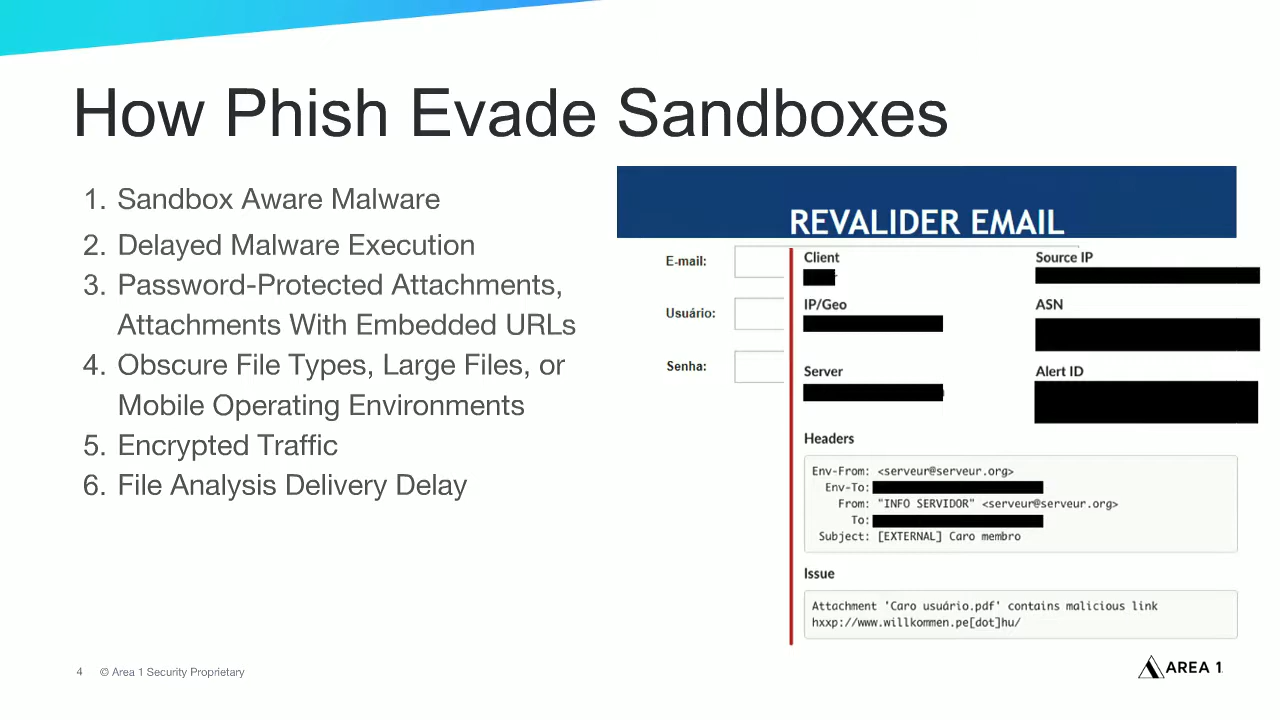 How Phish Evade Sandboxes
1. Sandbox Aware Malware
2. Delayed Malware Execution
3. Password-Protected Attachments,
Attachments With Embedded URLs
4. Obscure File Types, Large Files, or
Mobile Operating Environments
5. Encrypted Traffic
6. File Analysis Delivery Delay
REVALIDER EMAIL
E-mail:
Usuário:
Senha:
Client
Source IP
IP/Geo
ASN
Server
Alert ID
Headers
Env-From: <serveur@serveur.org>
Env-To:
From: "INFO SERVIDOR" <serveur@serveur.org>
To:
Subject: [EXTERNAL] Caro membro
Issue
Attachment 'Caro usuário.pdf' contains malicious link
hxxp://www.willkommen.pe[dot]hu/
4 © Area 1 Security Proprietary
AREA 1